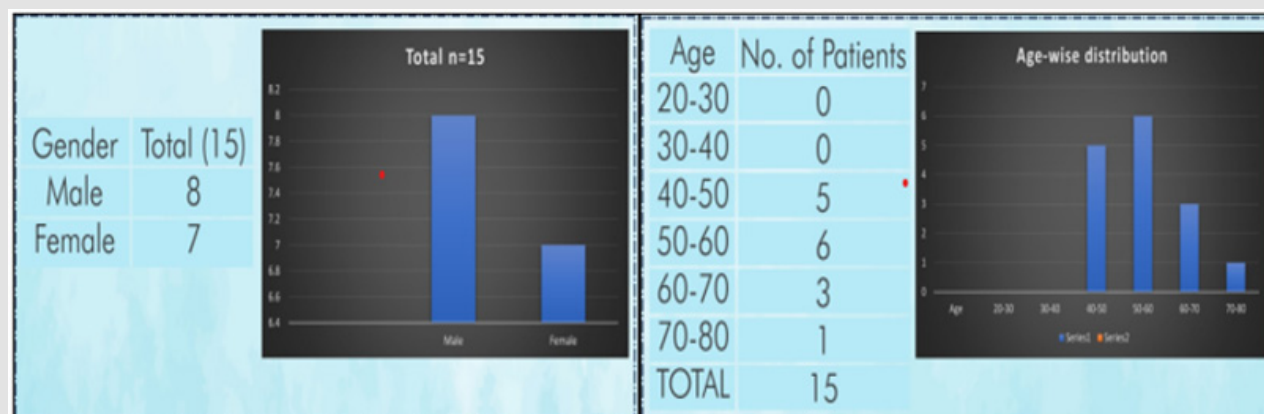 Gender Total (15)
Male 8
Female 7
Total n=15
8.2
8
7.8
7.6
7.4
7.2
7
6.8
6.6
6.4
Male Female
Age No. of Patients
20-30 0
30-40 0
40-50 5
50-60 6
60-70 3
70-80 1
TOTAL 15
Age-wise distribution
7
6
5
4
3
2
1
0
Age 20-30 30-40 40-50 50-60 60-70 70-80
Series1 Series2